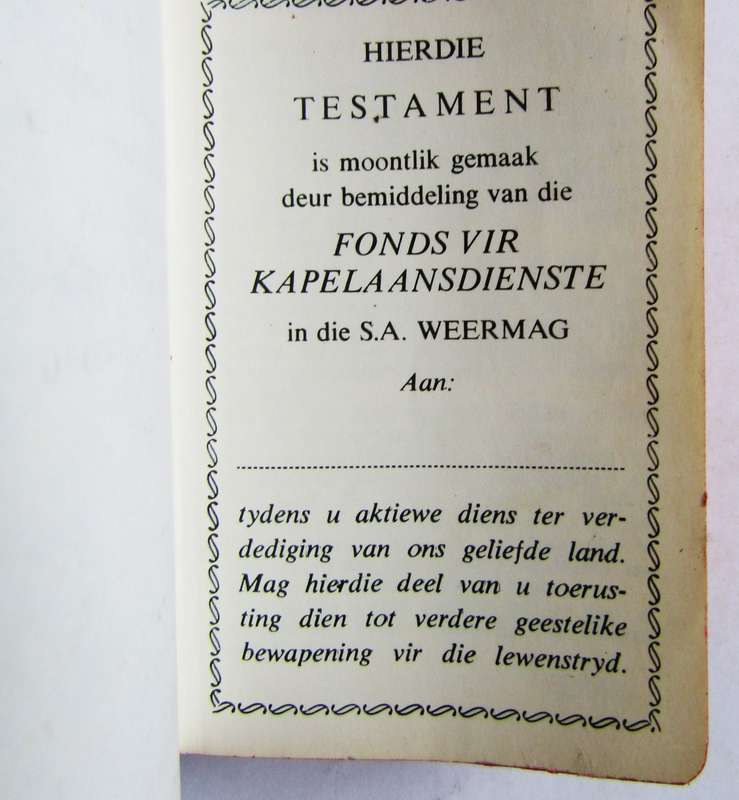 HIERDIE
TESTAMENT
is moontlik gemaak
deur bemiddeling van die
FONDS VIR
KAPELAANSDIENSTE
in die S.A. WEERMAG
Aan:
tydens u aktiewe diens ter ver-
dediging van ons geliefde land.
Mag hierdie deel van u toerus-
ting dien tot verdere geestelike
bewapening vir die lewenstryd.